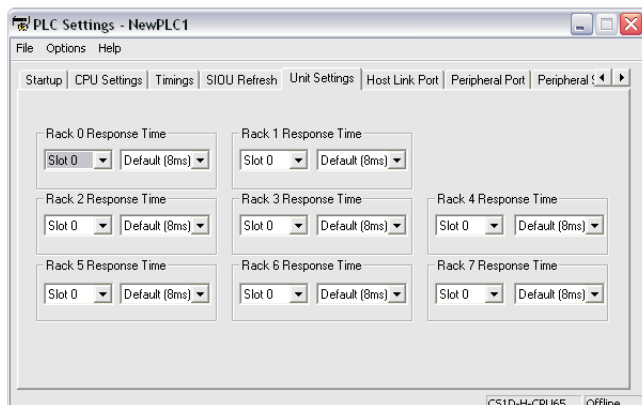 PLC Settings - NewPLC1
File Options Help
Startup CPU Settings Timings SIOU Refresh Unit Settings Host Link Port Peripheral Port Peripheral
Rack 0 Response Time Rack 1 Response Time
Slot 0 Default (8ms) Slot 0 Default (8ms)
Rack 2 Response Time Rack 3 Response Time Rack 4 Response Time
Slot 0 Default (8ms) Slot 0 Default (8ms) Slot 0 Default (8ms)
Rack 5 Response Time Rack 6 Response Time Rack 7 Response Time
Slot 0 Default (8ms) Slot 0 Default (8ms) Slot 0 Default (8ms)
CS1D-H-CPU65 Offline